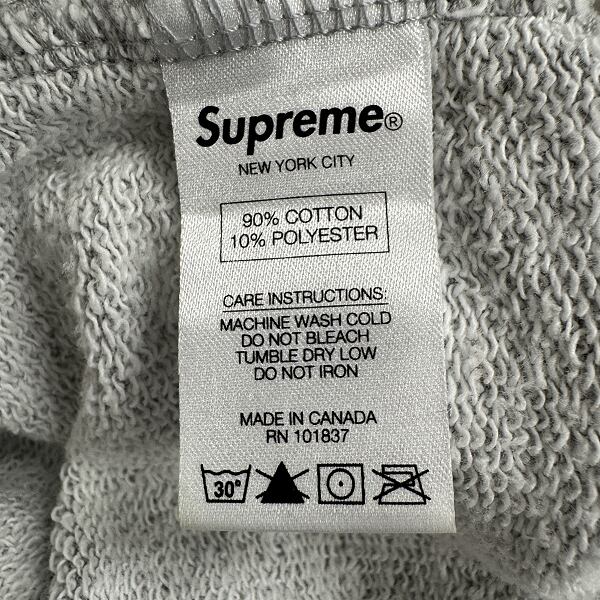 Supreme®
NEW YORK CITY
90% COTTON
10% POLYESTER
CARE INSTRUCTIONS:
MACHINE WASH COLD
DO NOT BLEACH
TUMBLE DRY LOW
DO NOT IRON
MADE IN CANADA
RN 101837
30°